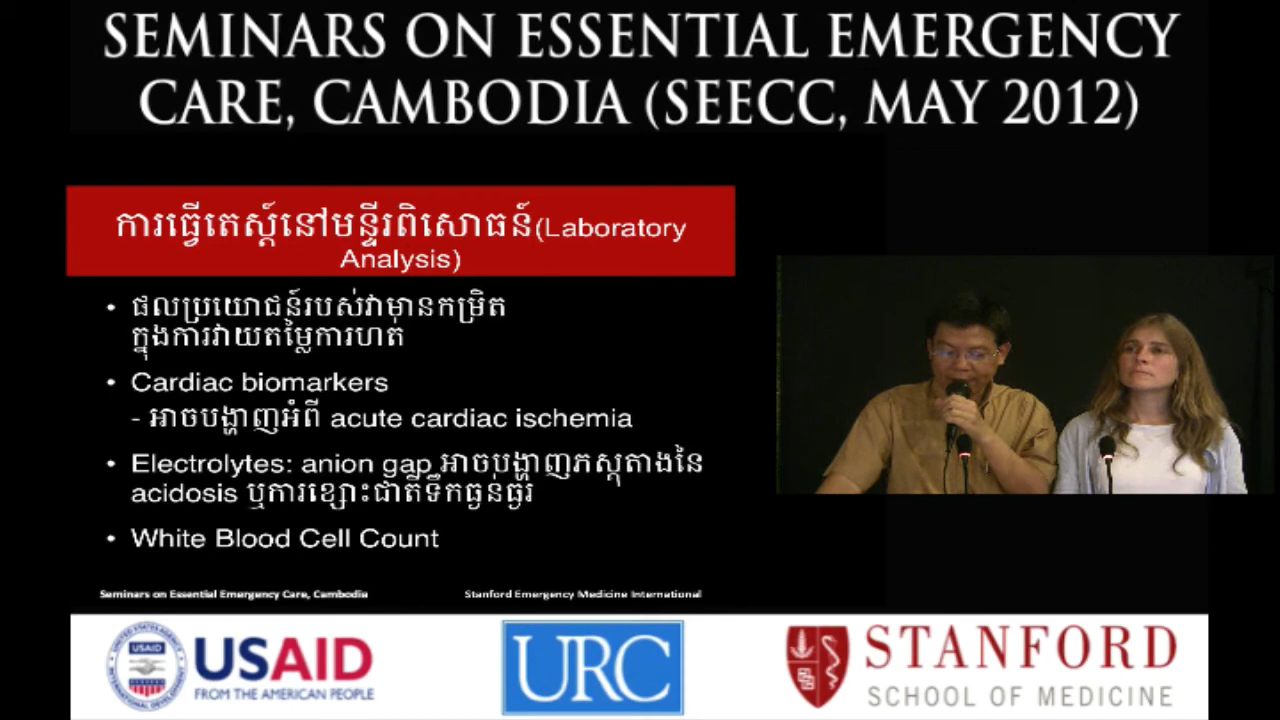 SEMINARS ON ESSENTIAL EMERGENCY
CARE, CAMBODIA (SEECC, MAY 2012)
ការធ្វើតេស្ត៍នៅមន្ទីរពិសោធន៍(Laboratory
Analysis)
• ផលប្រយោជន៍របស់វាមានកម្រិត
ក្នុងការវាយតម្លៃការហត់
• Cardiac biomarkers
- អាចបង្ហាញអំពី acute cardiac ischemia
• Electrolytes: anion gap អាចបង្ហាញភស្តុតាងនៃ
acidosis ឬការខ្សោះជាតិទឹកធ្ងន់ធ្ងរ
• White Blood Cell Count
Seminars on Essential Emergency Care, Cambodia
Stanford Emergency Medicine International
USAID
USAID
FROM THE AMERICAN PEOPLE
URC
STANFORD
SCHOOL OF MEDICINE